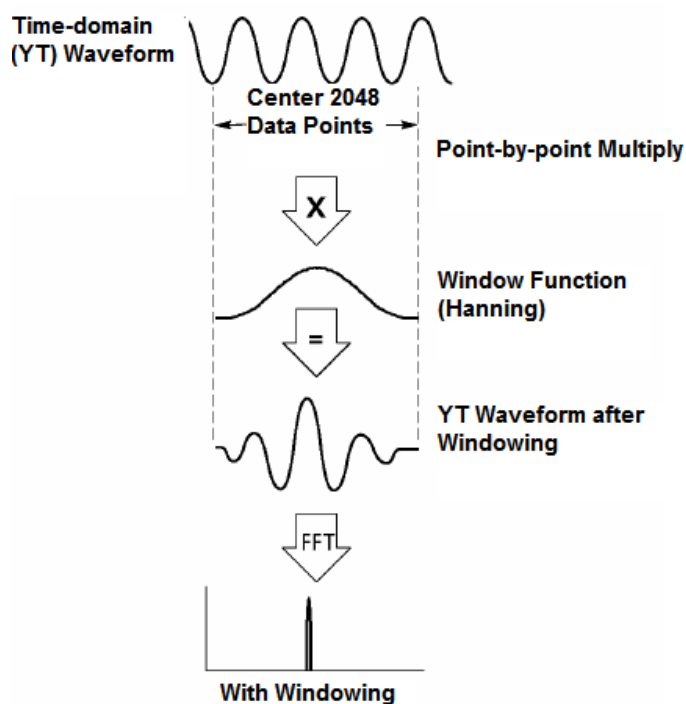 Time-domain
(YT) Waveform
Center 2048
Data Points
Point-by-point Multiply
X
Window Function
(Hanning)
=
YT Waveform after
Windowing
FFT
With Windowing